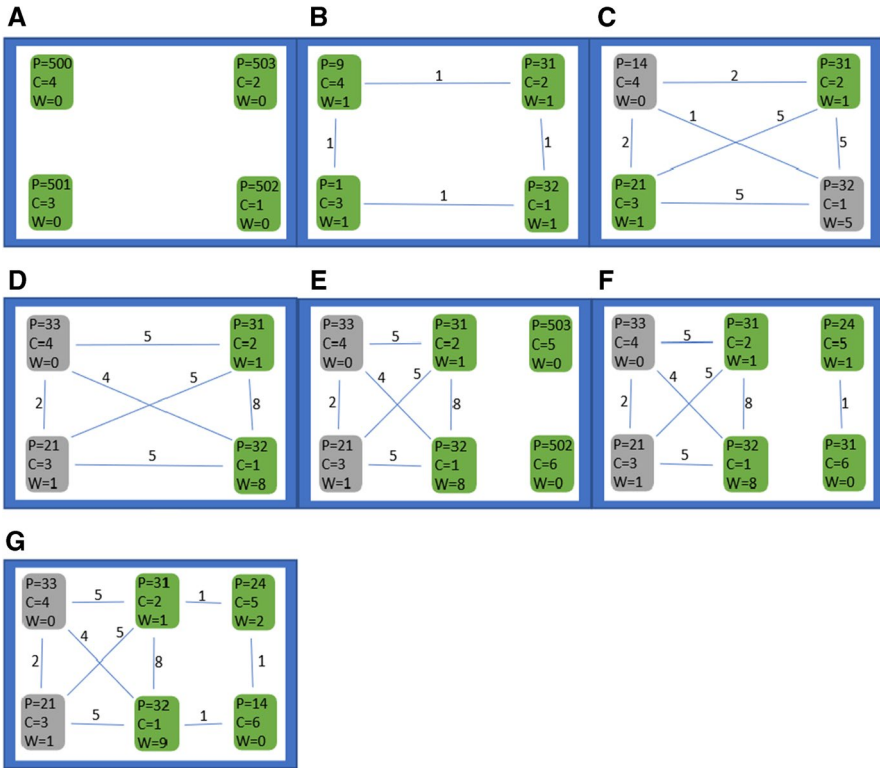 A
B
C
P=500
C=4
W=0
P=503
C=2
W=0
P=501
C=3
W=0
P=502
C=1
W=0
P=9
C=4
W=1
1
P=31
C=2
W=1
1
1
P=1
C=3
W=1
1
P=32
C=1
W=1
P=14
C=4
W=0
2
P=31
C=2
W=1
1
5
2
5
P=21
C=3
W=1
5
P=32
C=1
W=5
D
E
F
P=33
C=4
W=0
5
P=31
C=2
W=1
4
5
2
8
P=21
C=3
W=1
5
P=32
C=1
W=8
P=33
C=4
W=0
5
P=31
C=2
W=1
P=503
C=5
W=0
4
5
2
8
P=21
C=3
W=1
5
P=32
C=1
W=8
P=502
C=6
W=0
P=33
C=4
W=0
5
P=31
C=2
W=1
P=24
C=5
W=1
4
5
2
8
1
P=21
C=3
W=1
5
P=32
C=1
W=8
P=31
C=6
W=0
G
P=33
C=4
W=0
5
P=31
C=2
W=1
1
P=24
C=5
W=2
4
5
2
8
1
P=21
C=3
W=1
5
P=32
C=1
W=9
1
P=14
C=6
W=0